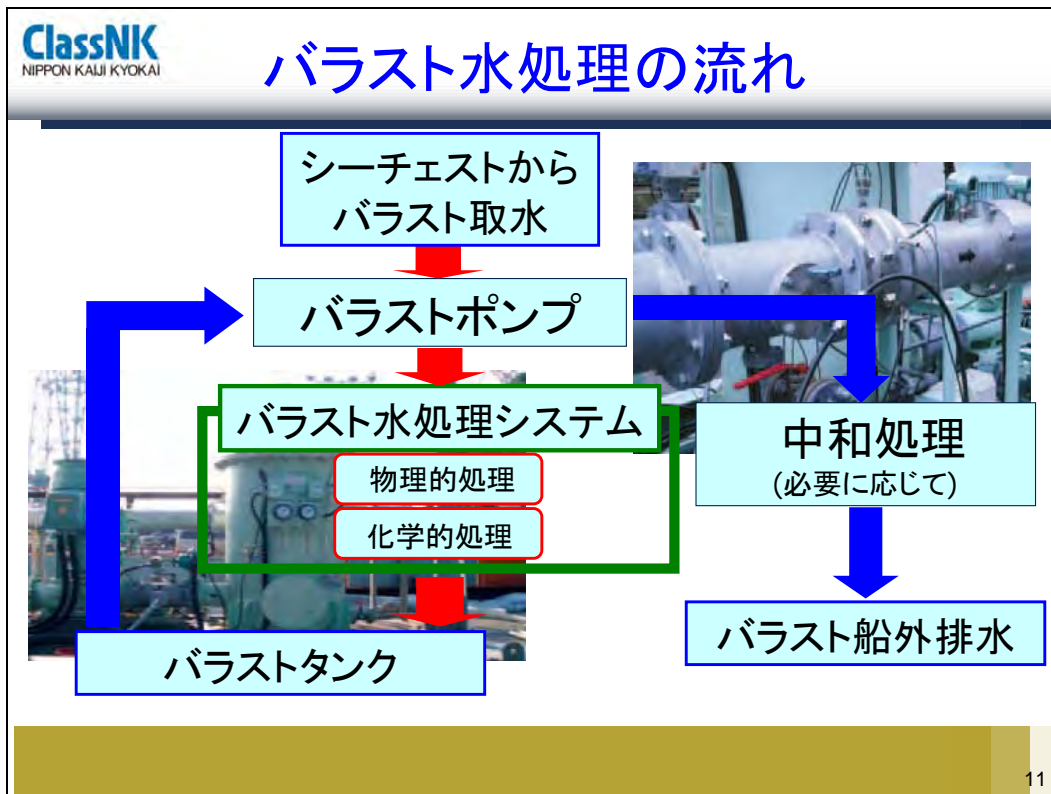 ClassNK
NIPPON KAIJI KYOKAI
バラスト水処理の流れ
シーチェストから
バラスト取水
バラストポンプ
バラスト水処理システム
物理的処理
化学的処理
バラストタンク
中和処理
(必要に応じて)
バラスト船外排水
11